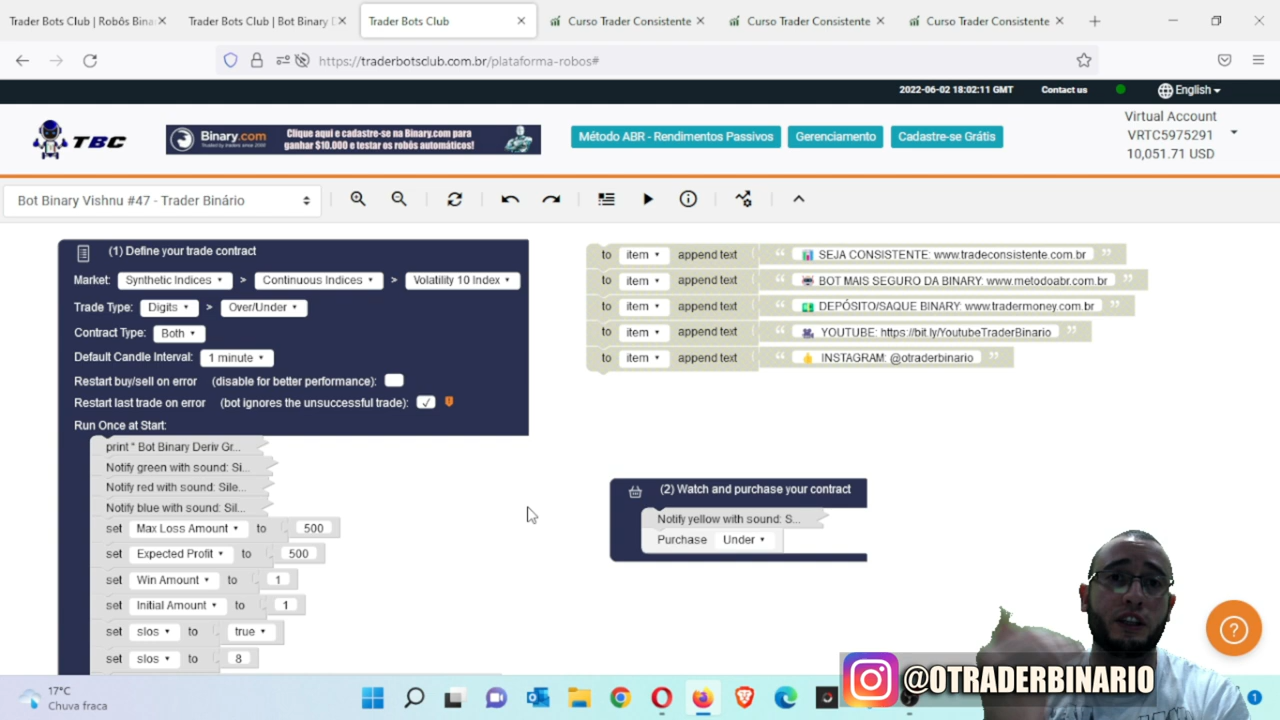 Trader Bots Club | Robôs Bina
Trader Bots Club | Bot Binary D
Trader Bots Club
Curso Trader Consistente
Curso Trader Consistente
Curso Trader Consistente
https://traderbotsclub.com.br/plataforma-robos#
2022-06-02 18:02:11 GMT
Contact us
English
TBC
Binary.com
Trusted by traders since 2000
Clique aqui e cadastre-se na Binary.com para
ganhar $10.000 e testar os robôs automáticos!
Método ABR - Rendimentos Passivos
Gerenciamento
Cadastre-se Grátis
Virtual Account
VRTC5975291
10,051.71 USD
Bot Binary Vishnu #47 - Trader Binário
(1) Define your trade contract
Market: Synthetic Indices > Continuous Indices > Volatility 10 Index
Trade Type: Digits > Over/Under
Contract Type: Both
Default Candle Interval: 1 minute
Restart buy/sell on error (disable for better performance):
Restart last trade on error (bot ignores the unsuccessful trade): ✓
Run Once at Start:
print " Bot Binary Deriv Gr...
Notify green with sound: Si...
Notify red with sound: Sile...
Notify blue with sound: Sil...
set Max Loss Amount to 500
set Expected Profit to 500
set Win Amount to 1
set Initial Amount to 1
set slos to true
set slos to 8
to item append text “ 📊 SEJA CONSISTENTE: www.tradeconsistente.com.br ”
to item append text “ BOT MAIS SEGURO DA BINARY: www.metodoabr.com.br ”
to item append text “ 💵 DEPÓSITO/SAQUE BINARY: www.tradermoney.com.br ”
to item append text “ 🎥 YOUTUBE: https://bit.ly/YoutubeTraderBinario ”
to item append text “ 👍 INSTAGRAM: @otraderbinario ”
(2) Watch and purchase your contract
Notify yellow with sound: S...
Purchase Under
@OTRADERBINARIO
17°C
Chuva fraca
1